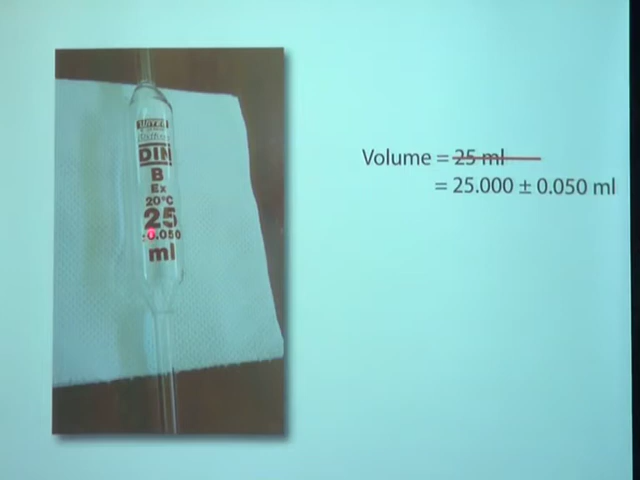 DIN
B
Ex
20°C
25
±0.050
ml
Volume = 25 ml
= 25.000 ± 0.050 ml